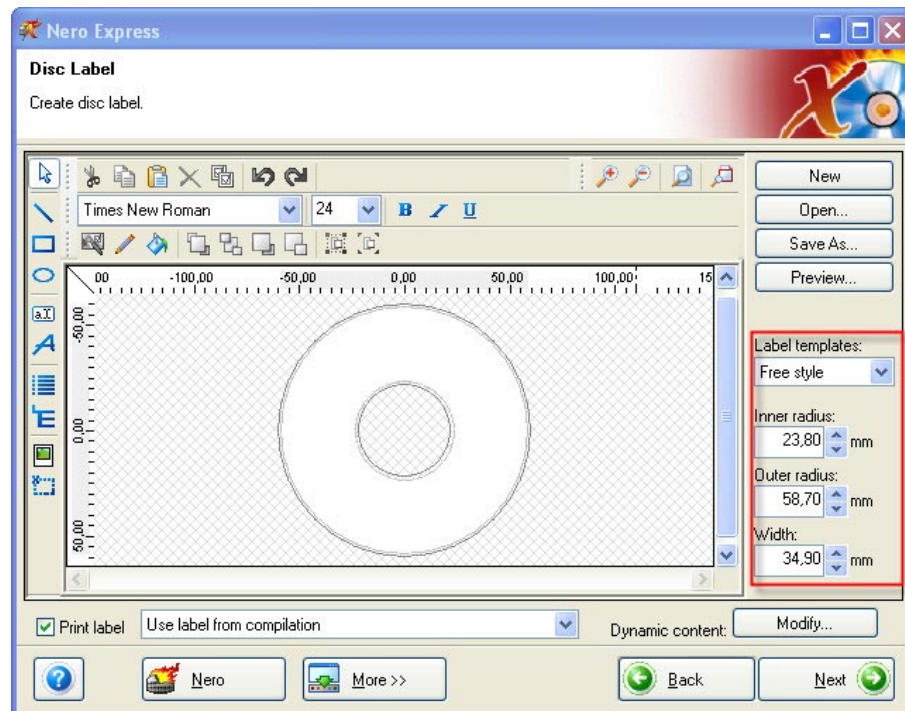 Nero Express
Disc Label
Create disc label.
New
Times New Roman 24 B I U
Open...
Save As...
00 -100,00 -50,00 0,00 50,00 100,00 15
Preview...
-50,00
0,00
50,00
Label templates:
Free style
Inner radius:
23,80 mm
Outer radius:
58,70 mm
Width:
34,90 mm
Print label Use label from compilation Dynamic content: Modify...
Nero More >> Back Next